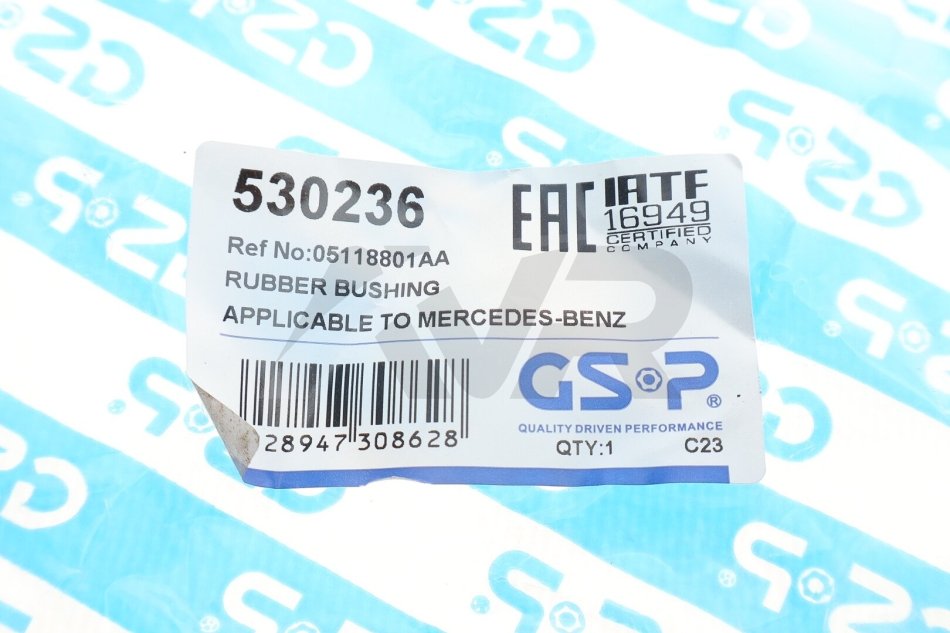 530236
EAC
IATF
16949
CERTIFIED
COMPANY
Ref No:05118801AA
RUBBER BUSHING
APPLICABLE TO MERCEDES-BENZ
28947 308628
GSP®
QUALITY DRIVEN PERFORMANCE
QTY:1
C23